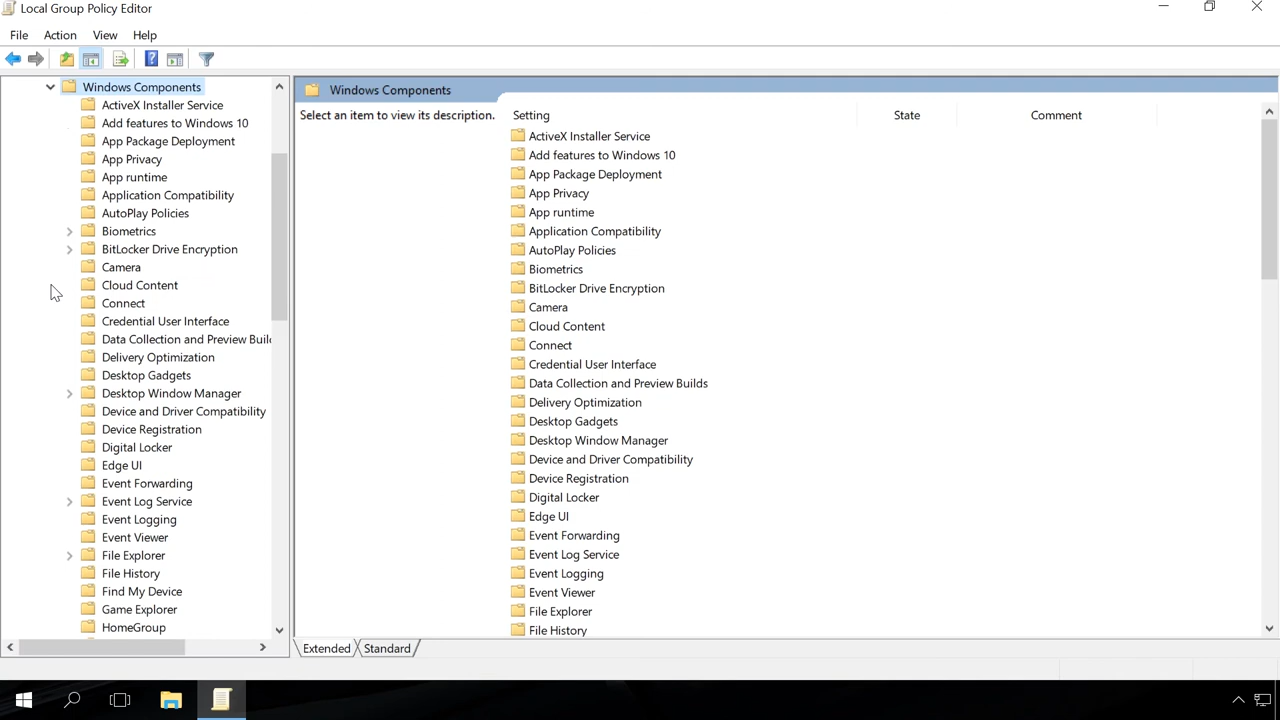 Local Group Policy Editor
File Action View Help
Windows Components
ActiveX Installer Service
Add features to Windows 10
App Package Deployment
App Privacy
App runtime
Application Compatibility
AutoPlay Policies
Biometrics
BitLocker Drive Encryption
Camera
Cloud Content
Connect
Credential User Interface
Data Collection and Preview Buil
Delivery Optimization
Desktop Gadgets
Desktop Window Manager
Device and Driver Compatibility
Device Registration
Digital Locker
Edge UI
Event Forwarding
Event Log Service
Event Logging
Event Viewer
File Explorer
File History
Find My Device
Game Explorer
HomeGroup
Windows Components
Select an item to view its description.
Setting State Comment
ActiveX Installer Service
Add features to Windows 10
App Package Deployment
App Privacy
App runtime
Application Compatibility
AutoPlay Policies
Biometrics
BitLocker Drive Encryption
Camera
Cloud Content
Connect
Credential User Interface
Data Collection and Preview Builds
Delivery Optimization
Desktop Gadgets
Desktop Window Manager
Device and Driver Compatibility
Device Registration
Digital Locker
Edge UI
Event Forwarding
Event Log Service
Event Logging
Event Viewer
File Explorer
File History
Extended Standard